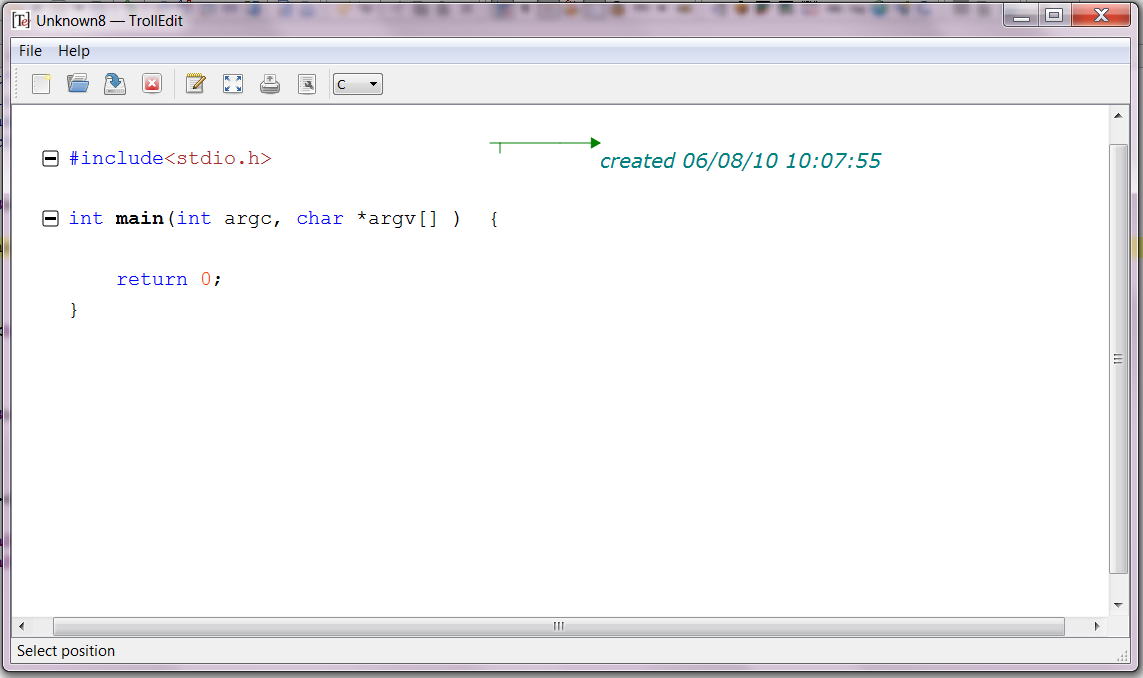 Te Unknown8 — TrollEdit
File Help
C
#include<stdio.h>
created 06/08/10 10:07:55
int main(int argc, char *argv[] ) {
return 0;
}
Select position